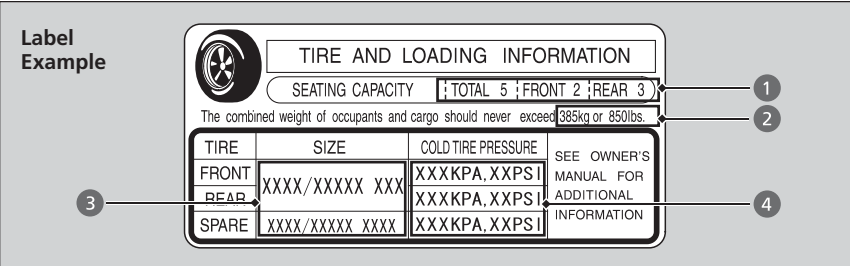 Label
Example
TIRE AND LOADING INFORMATION
SEATING CAPACITY TOTAL 5 FRONT 2 REAR 3
1
The combined weight of occupants and cargo should never exceed 385kg or 850lbs.
2
TIRE SIZE COLD TIRE PRESSURE
SEE OWNER'S
MANUAL FOR
ADDITIONAL
INFORMATION
FRONT XXXX/XXXXX XXX XXXKPA, XXPSI
REAR XXXKPA, XXPSI
SPARE XXXX/XXXXX XXXX XXXKPA, XXPSI
3
4